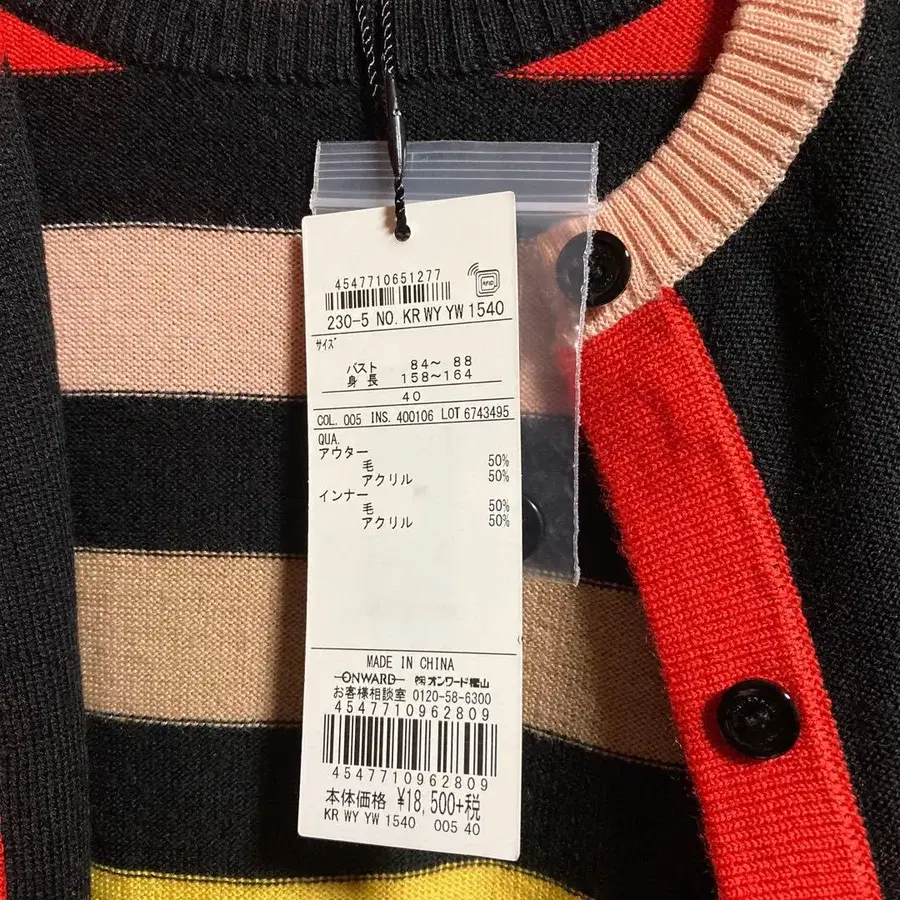 4547710651277
RFID
230-5 NO. KR WY YW 1540
サイズ
バスト 84～ 88
身長 158～164
40
COL. 005 INS. 400106 LOT 6743495
QUA.
アウター
毛 50%
アクリル 50%
インナー
毛 50%
アクリル 50%
MADE IN CHINA
ONWARD ㈱オンワード樫山
お客様相談室 0120-58-6300
4547710962809
4547710962809
本体価格 ¥18,500+税
KR WY YW 1540 005 40